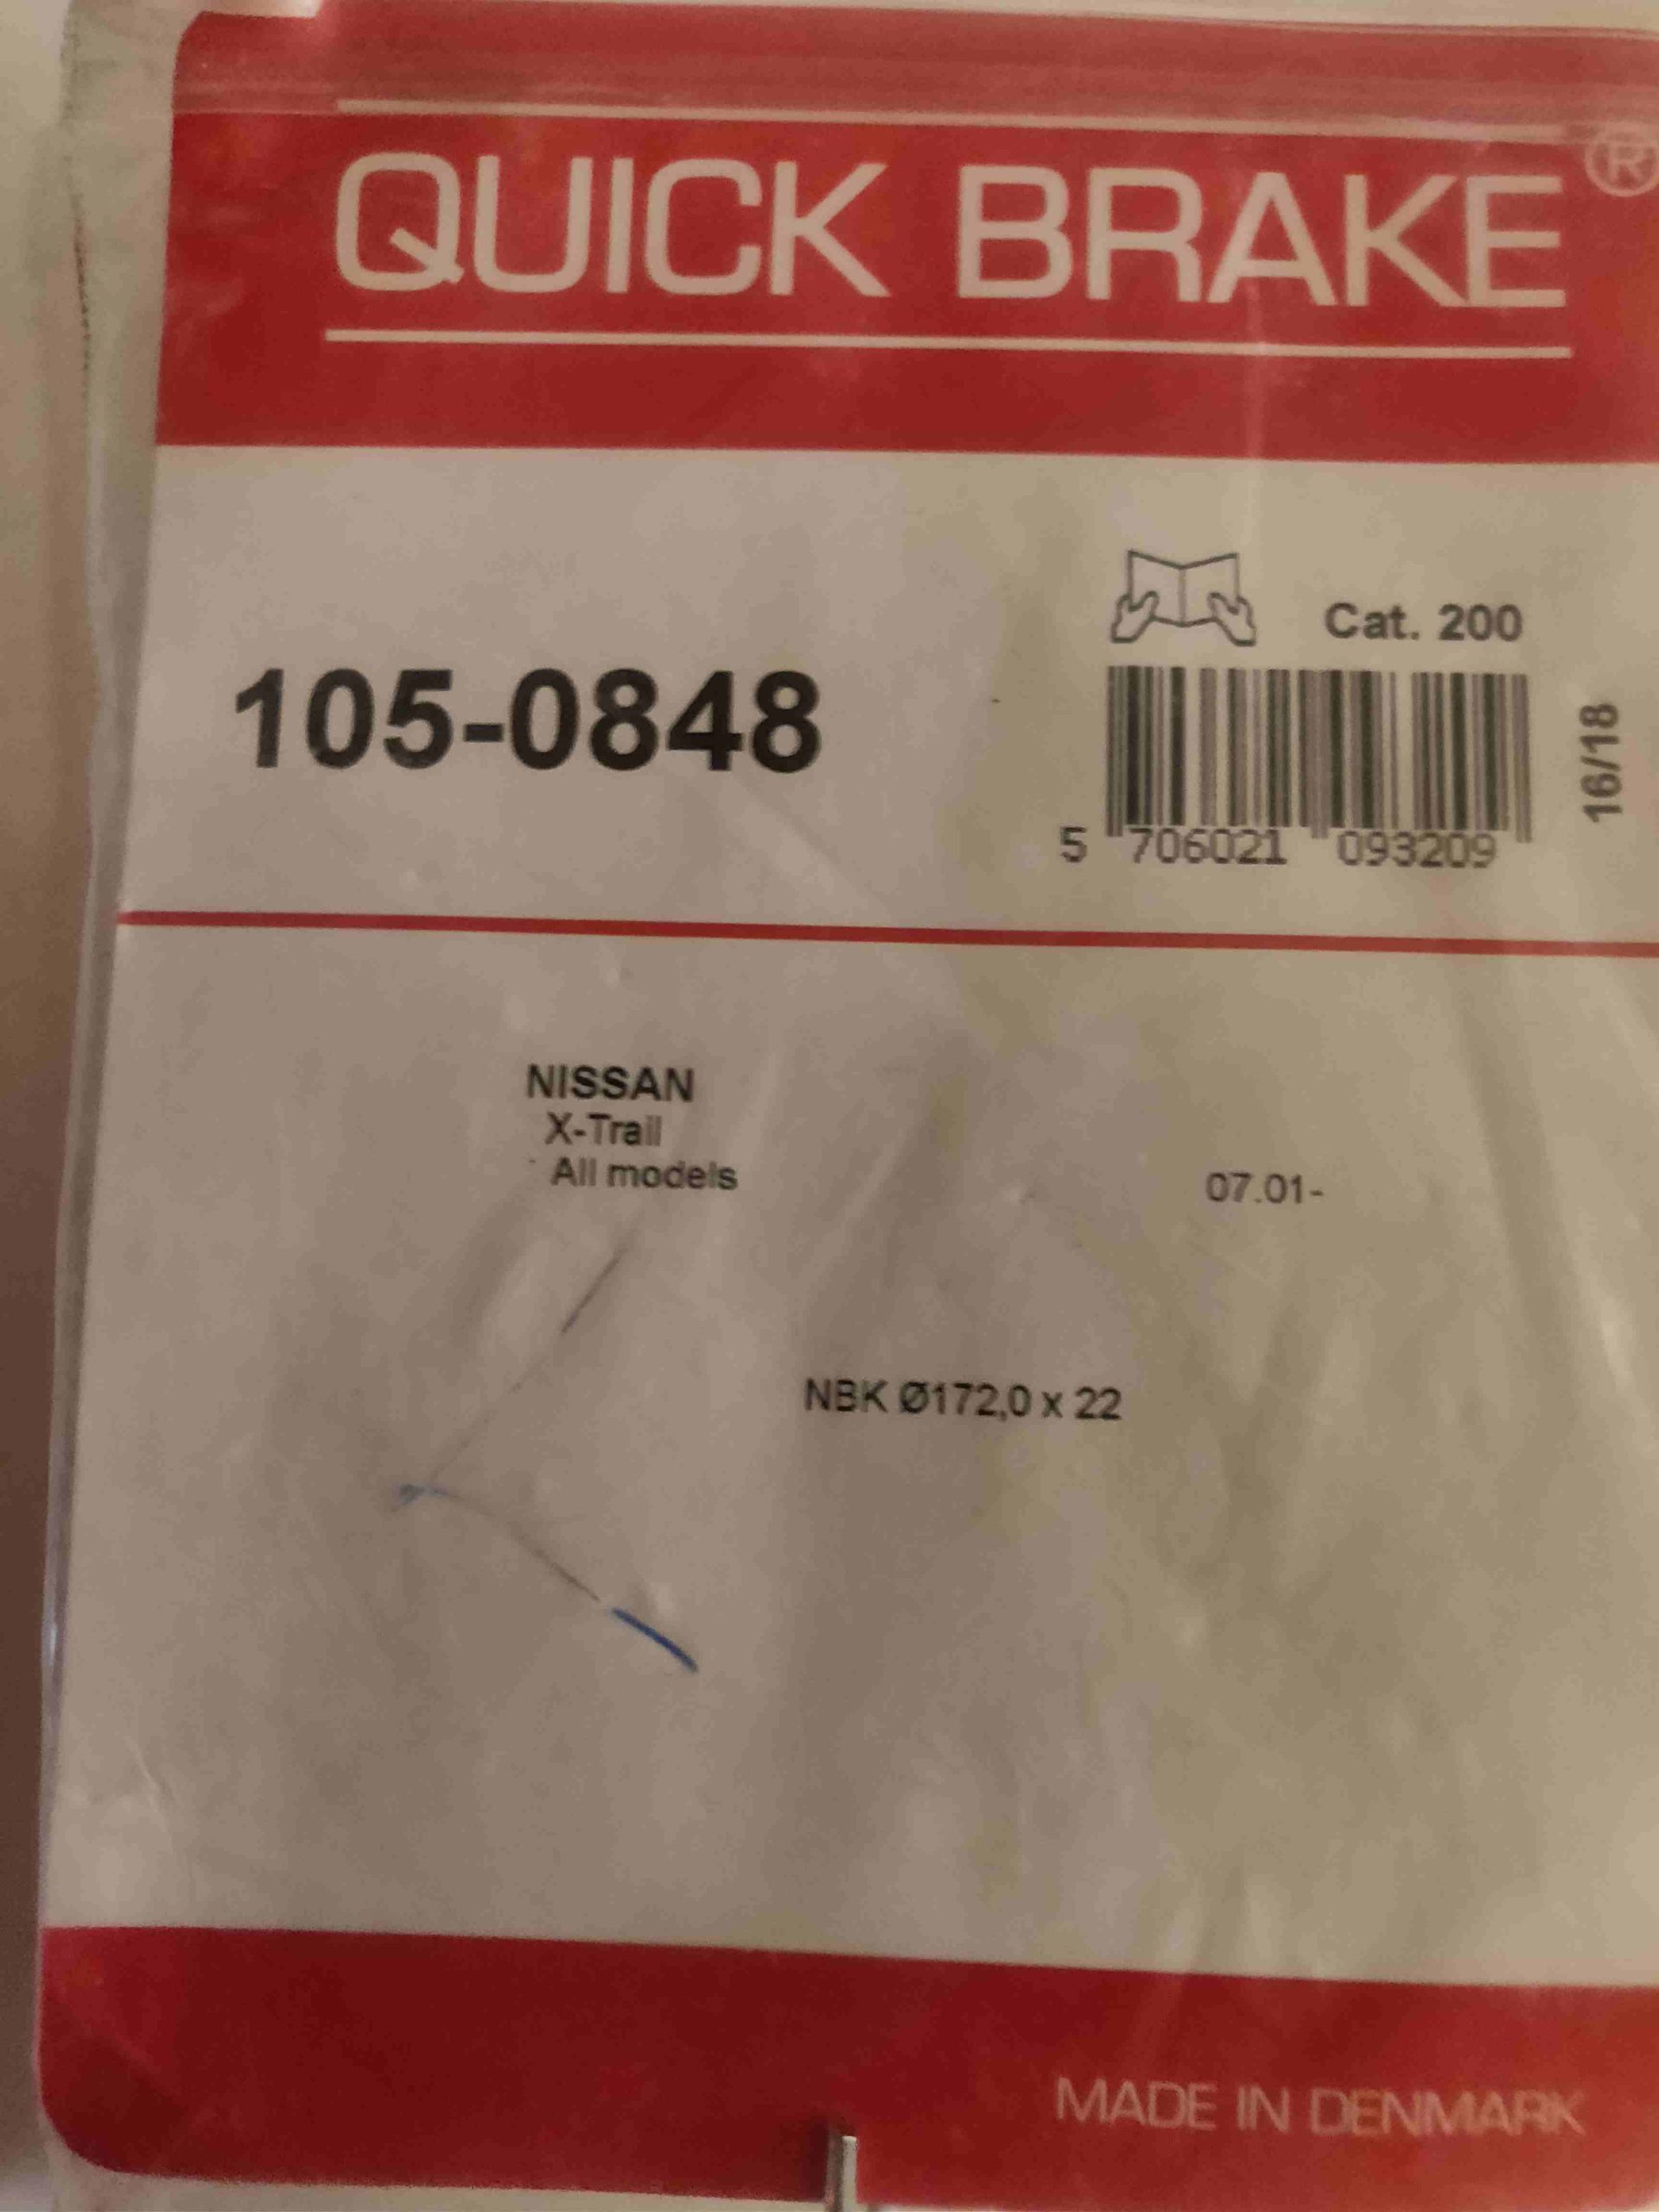 QUICK BRAKE ®
Cat. 200
105-0848
16/18
5 706021 093209
NISSAN
X-Trail
All models 07.01-
NBK Ø172,0 x 22
MADE IN DENMARK